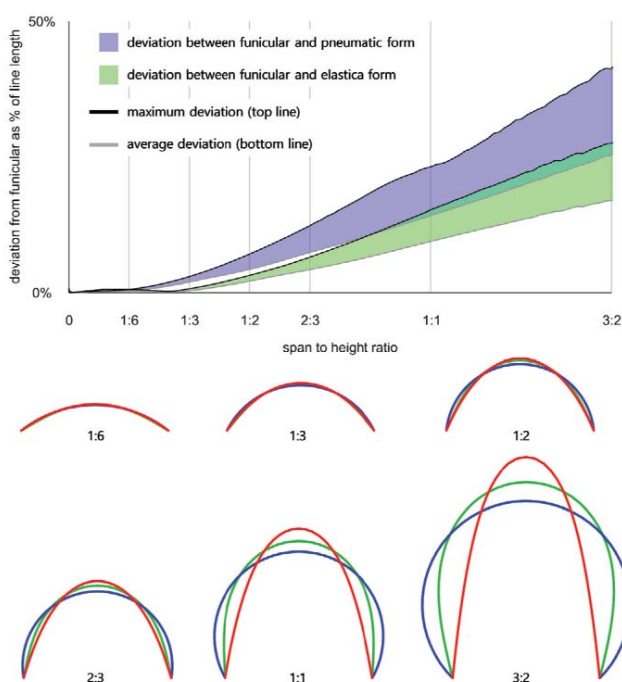 50%
deviation between funicular and pneumatic form
deviation between funicular and elastica form
maximum deviation (top line)
average deviation (bottom line)
deviation from funicular as % of line length
0%
0 1:6 1:3 1:2 2:3 1:1 3:2
span to height ratio
1:6 1:3 1:2
2:3 1:1 3:2